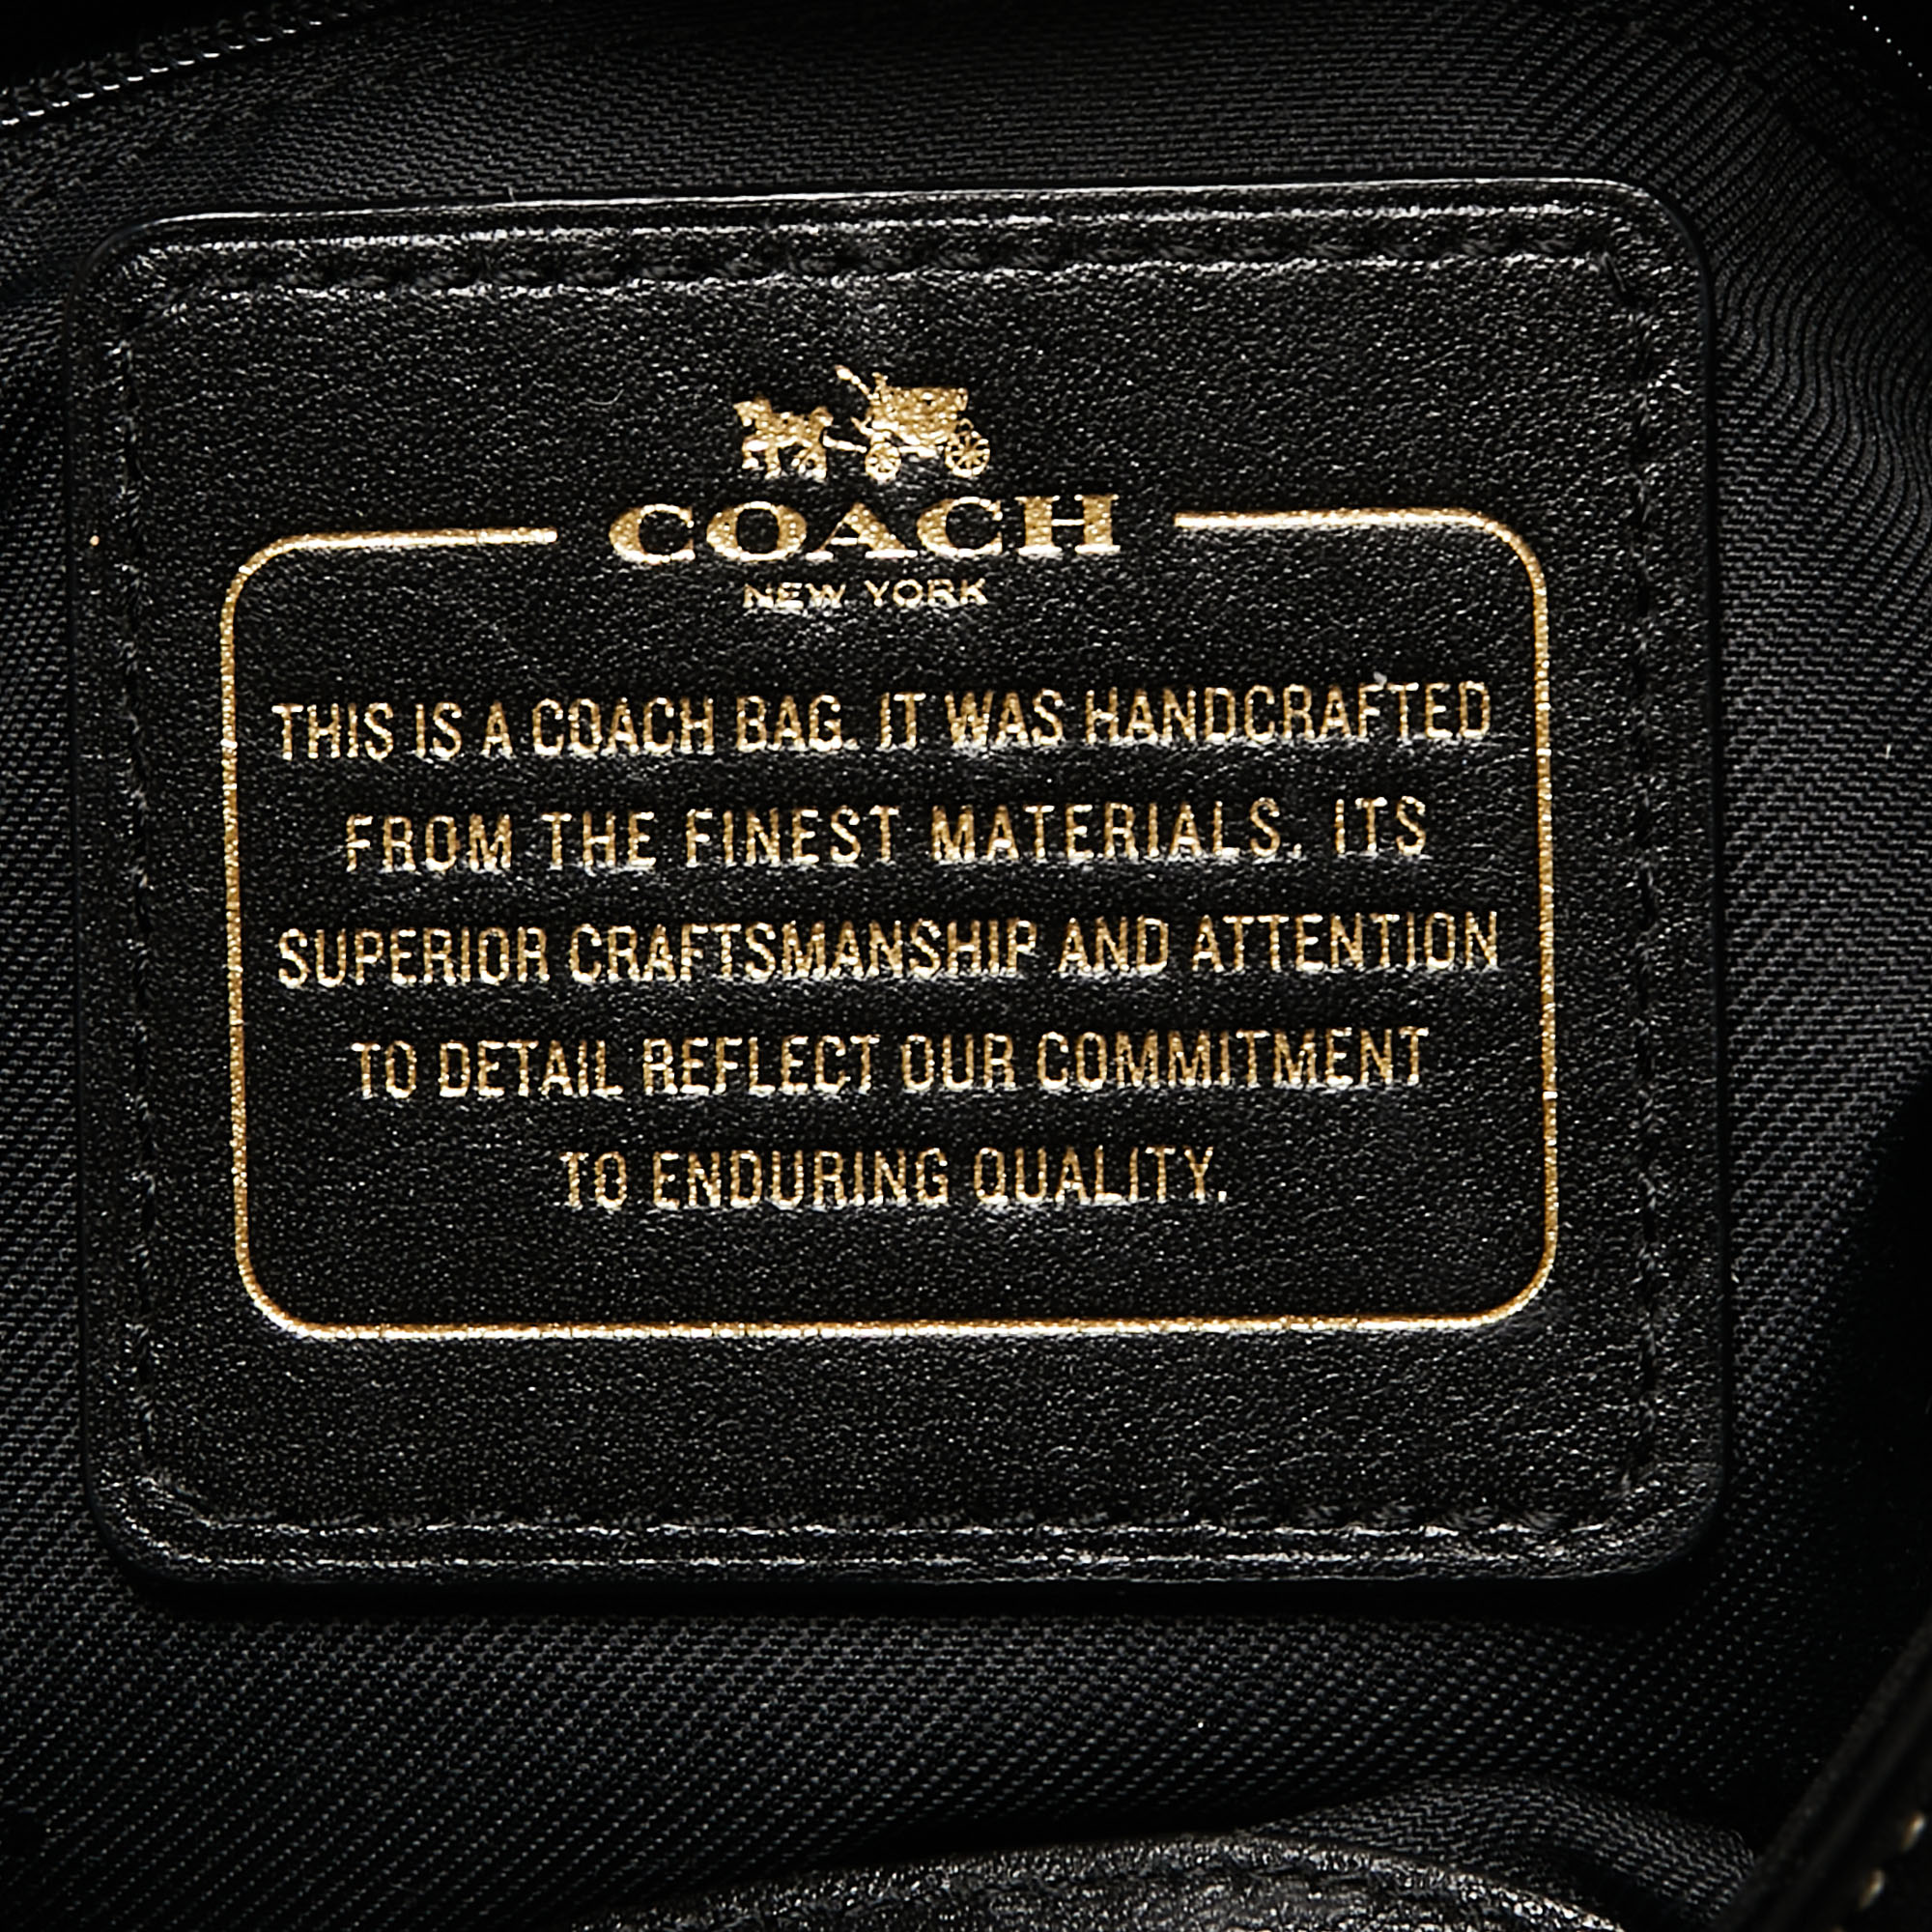 COACH
NEW YORK
THIS IS A COACH BAG. IT WAS HANDCRAFTED
FROM THE FINEST MATERIALS. ITS
SUPERIOR CRAFTSMANSHIP AND ATTENTION
TO DETAIL REFLECT OUR COMMITMENT
TO ENDURING QUALITY.